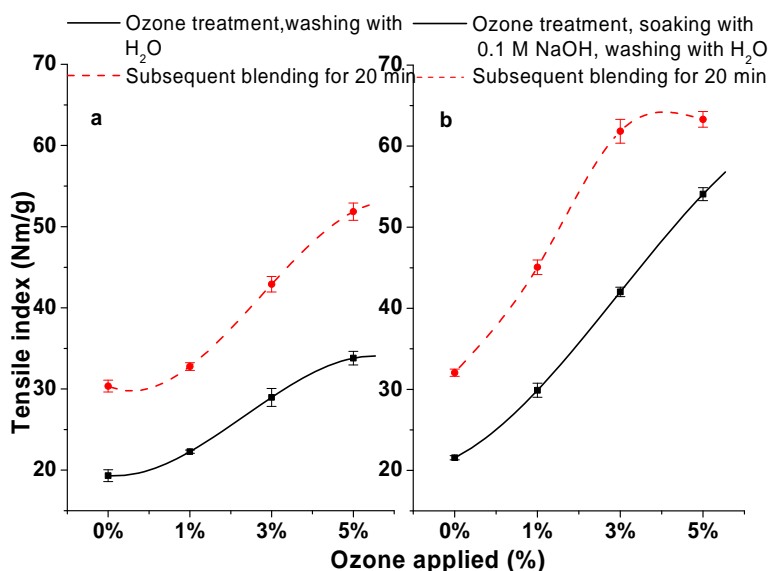 Ozone treatment,washing with
H2O
Subsequent blending for 20 min
Ozone treatment, soaking with
0.1 M NaOH, washing with H2O
Subsequent blending for 20 min
a
b
Tensile index (Nm/g)
70
60
50
40
30
20
70
60
50
40
30
20
0% 1% 3% 5%
0% 1% 3% 5%
Ozone applied (%)